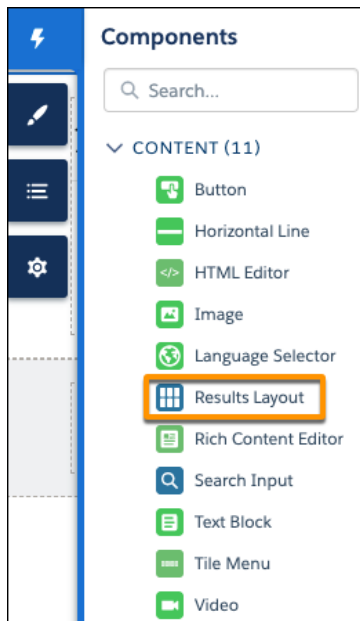 Components
Search...
CONTENT (11)
Button
Horizontal Line
HTML Editor
Image
Language Selector
Results Layout
Rich Content Editor
Search Input
Text Block
Tile Menu
Video